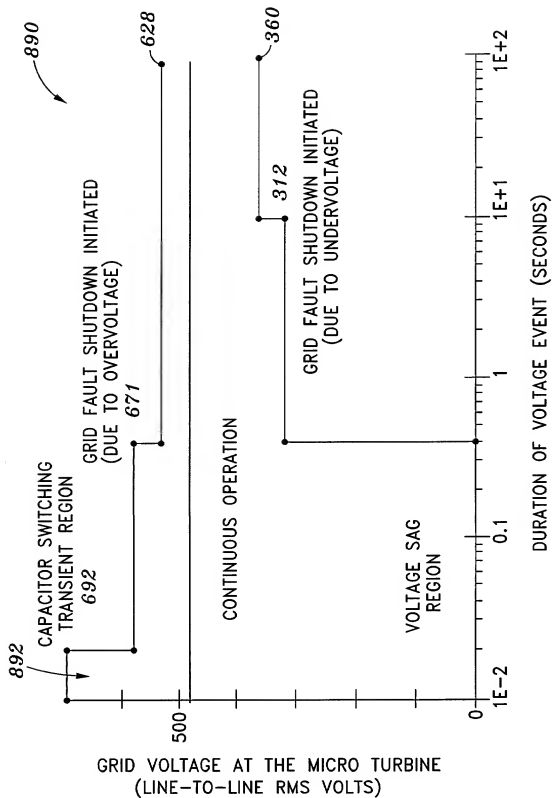 890
892
CAPACITOR SWITCHING
TRANSIENT REGION
692
GRID FAULT SHUTDOWN INITIATED
(DUE TO OVERVOLTAGE)
671
628
500
CONTINUOUS OPERATION
360
312
GRID FAULT SHUTDOWN INITIATED
(DUE TO UNDERVOLTAGE)
VOLTAGE SAG
REGION
0
1E-2
0.1
1
1E+1
1E+2
DURATION OF VOLTAGE EVENT (SECONDS)
GRID VOLTAGE AT THE MICRO TURBINE
(LINE-TO-LINE RMS VOLTS)